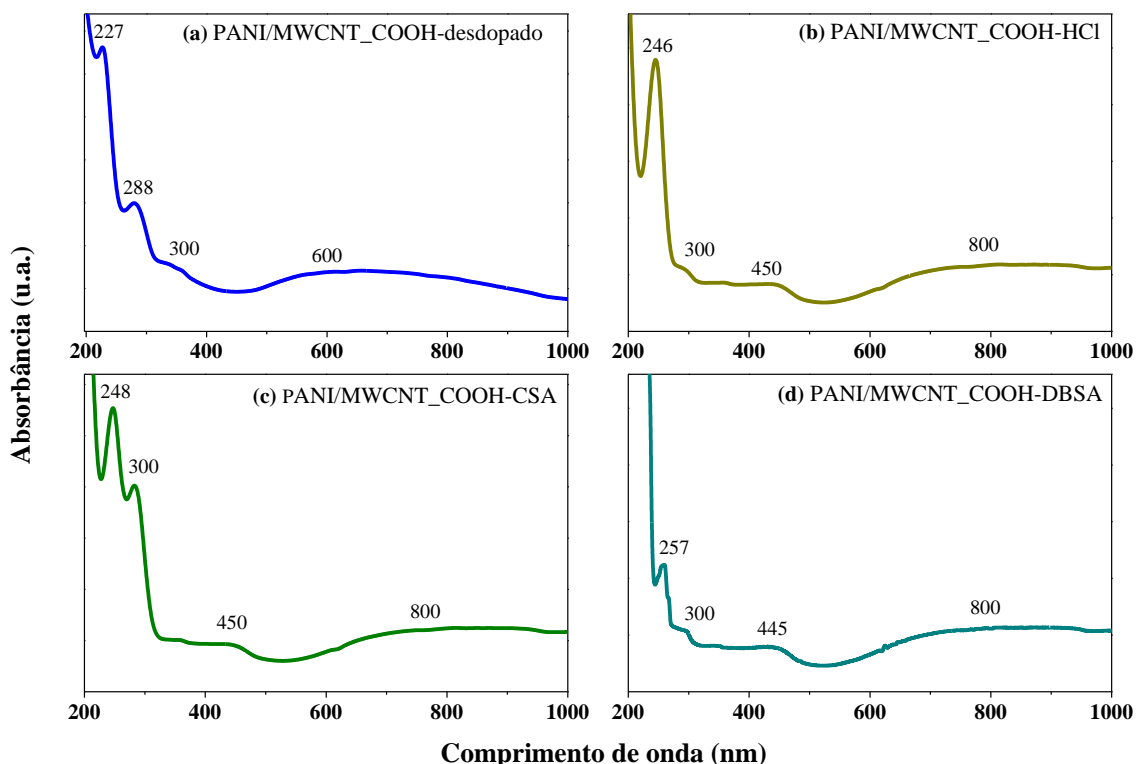 Absorbância (u.a.)
(a) PANI/MWCNT_COOH-desdopado
227
288
300
600
200 400 600 800 1000
(b) PANI/MWCNT_COOH-HCl
246
300
450
800
200 400 600 800 1000
(c) PANI/MWCNT_COOH-CSA
248
300
450
800
200 400 600 800 1000
(d) PANI/MWCNT_COOH-DBSA
257
300
445
800
200 400 600 800 1000
Comprimento de onda (nm)